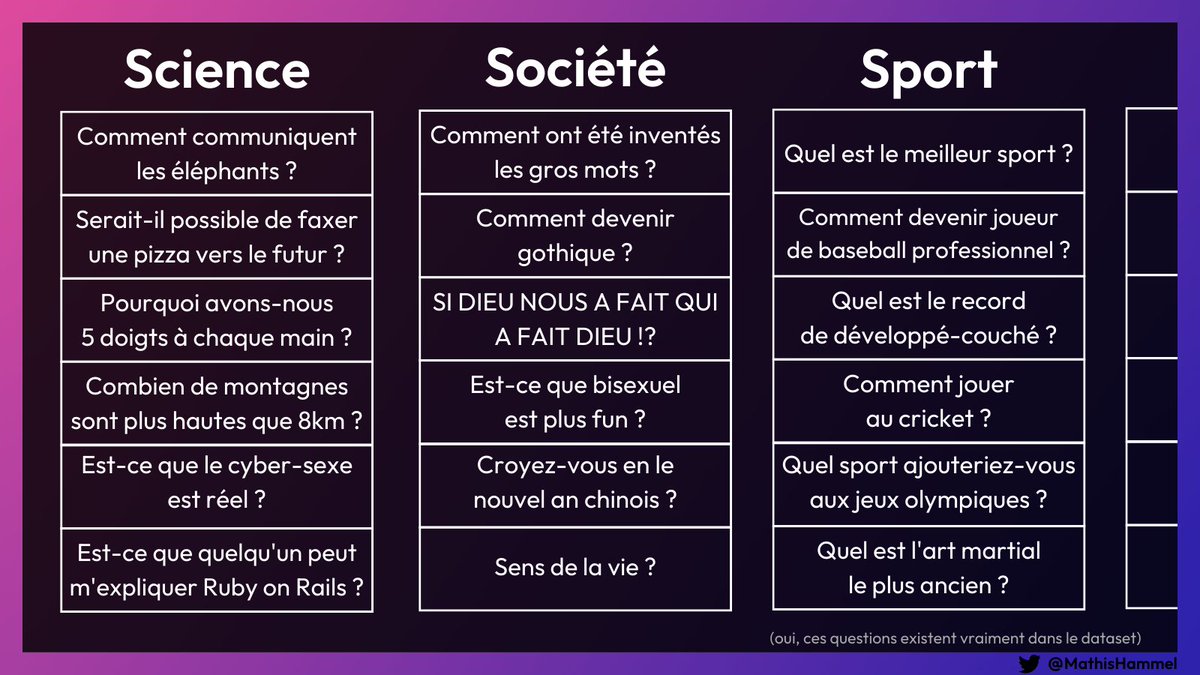 Science
Comment communiquent
les éléphants ?
Serait-il possible de faxer
une pizza vers le futur ?
Pourquoi avons-nous
5 doigts à chaque main ?
Combien de montagnes
sont plus hautes que 8km ?
Est-ce que le cyber-sexe
est réel ?
Est-ce que quelqu'un peut
m'expliquer Ruby on Rails ?
Société
Comment ont été inventés
les gros mots ?
Comment devenir
gothique ?
SI DIEU NOUS A FAIT QUI
A FAIT DIEU !?
Est-ce que bisexuel
est plus fun ?
Croyez-vous en le
nouvel an chinois ?
Sens de la vie ?
Sport
Quel est le meilleur sport ?
Comment devenir joueur
de baseball professionnel ?
Quel est le record
de développé-couché ?
Comment jouer
au cricket ?
Quel sport ajouteriez-vous
aux jeux olympiques ?
Quel est l'art martial
le plus ancien ?
(oui, ces questions existent vraiment dans le dataset)
@MathisHammel